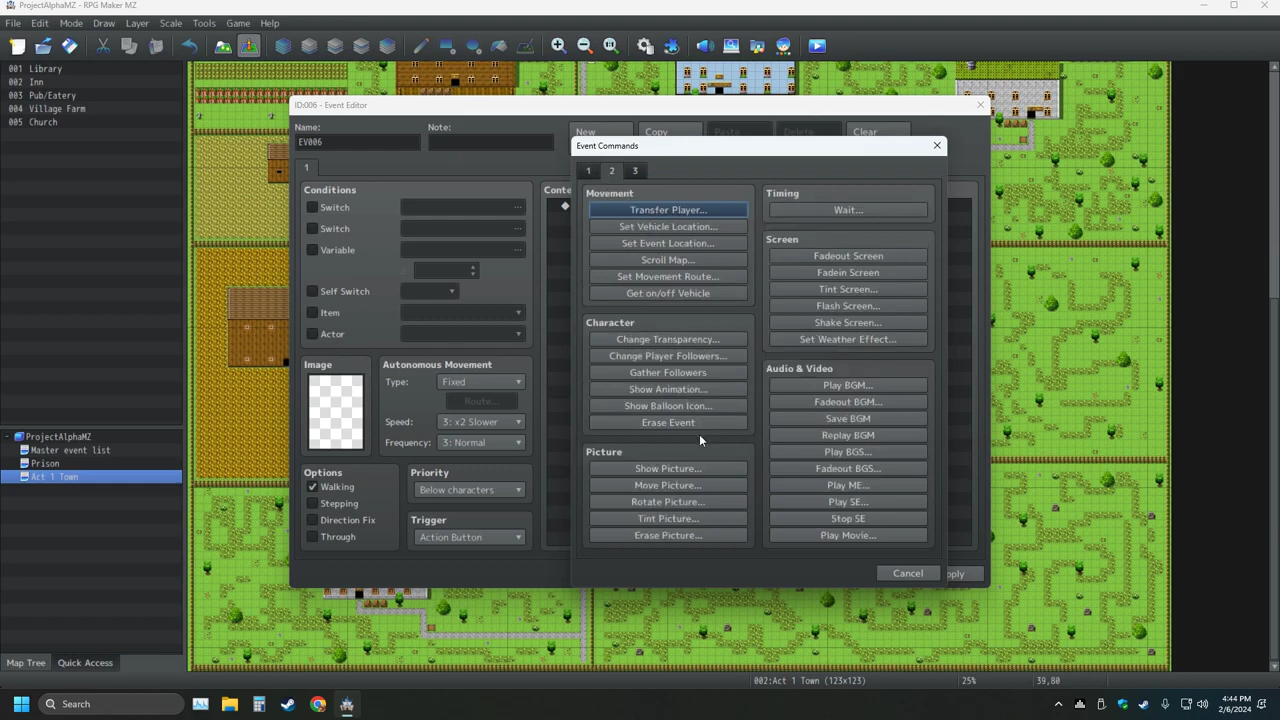 ProjectAlphaMZ - RPG Maker MZ
File Edit Mode Draw Layer Scale Tools Game Help
001 Library
002 Inn
003 Pub/Eatery
004 Village Farm
005 Church
ProjectAlphaMZ
Master event list
Prison
Act 1 Town
Map Tree
Quick Access
ID:006 - Event Editor
Name:
Note:
EV006
New
Copy
Paste
Delete
Clear
1
Conditions
Switch
...
Switch
...
Variable
...
Self Switch
Item
Actor
Image
Autonomous Movement
Type:
Fixed
Route...
Speed:
3: x2 Slower
Frequency:
3: Normal
Options
Walking
Stepping
Direction Fix
Through
Priority
Below characters
Trigger
Action Button
Conte
Event Commands
1 2 3
Movement
Transfer Player...
Set Vehicle Location...
Set Event Location...
Scroll Map...
Set Movement Route...
Get on/off Vehicle
Character
Change Transparency...
Change Player Followers...
Gather Followers
Show Animation...
Show Balloon Icon...
Erase Event
Picture
Show Picture...
Move Picture...
Rotate Picture...
Tint Picture...
Erase Picture...
Timing
Wait...
Screen
Fadeout Screen
Fadein Screen
Tint Screen...
Flash Screen...
Shake Screen...
Set Weather Effect...
Audio & Video
Play BGM...
Fadeout BGM...
Save BGM
Replay BGM
Play BGS...
Fadeout BGS...
Play ME...
Play SE...
Stop SE
Play Movie...
Cancel
pply
002:Act 1 Town (123x123)
25%
39,80
Search
4:44 PM
2/6/2024